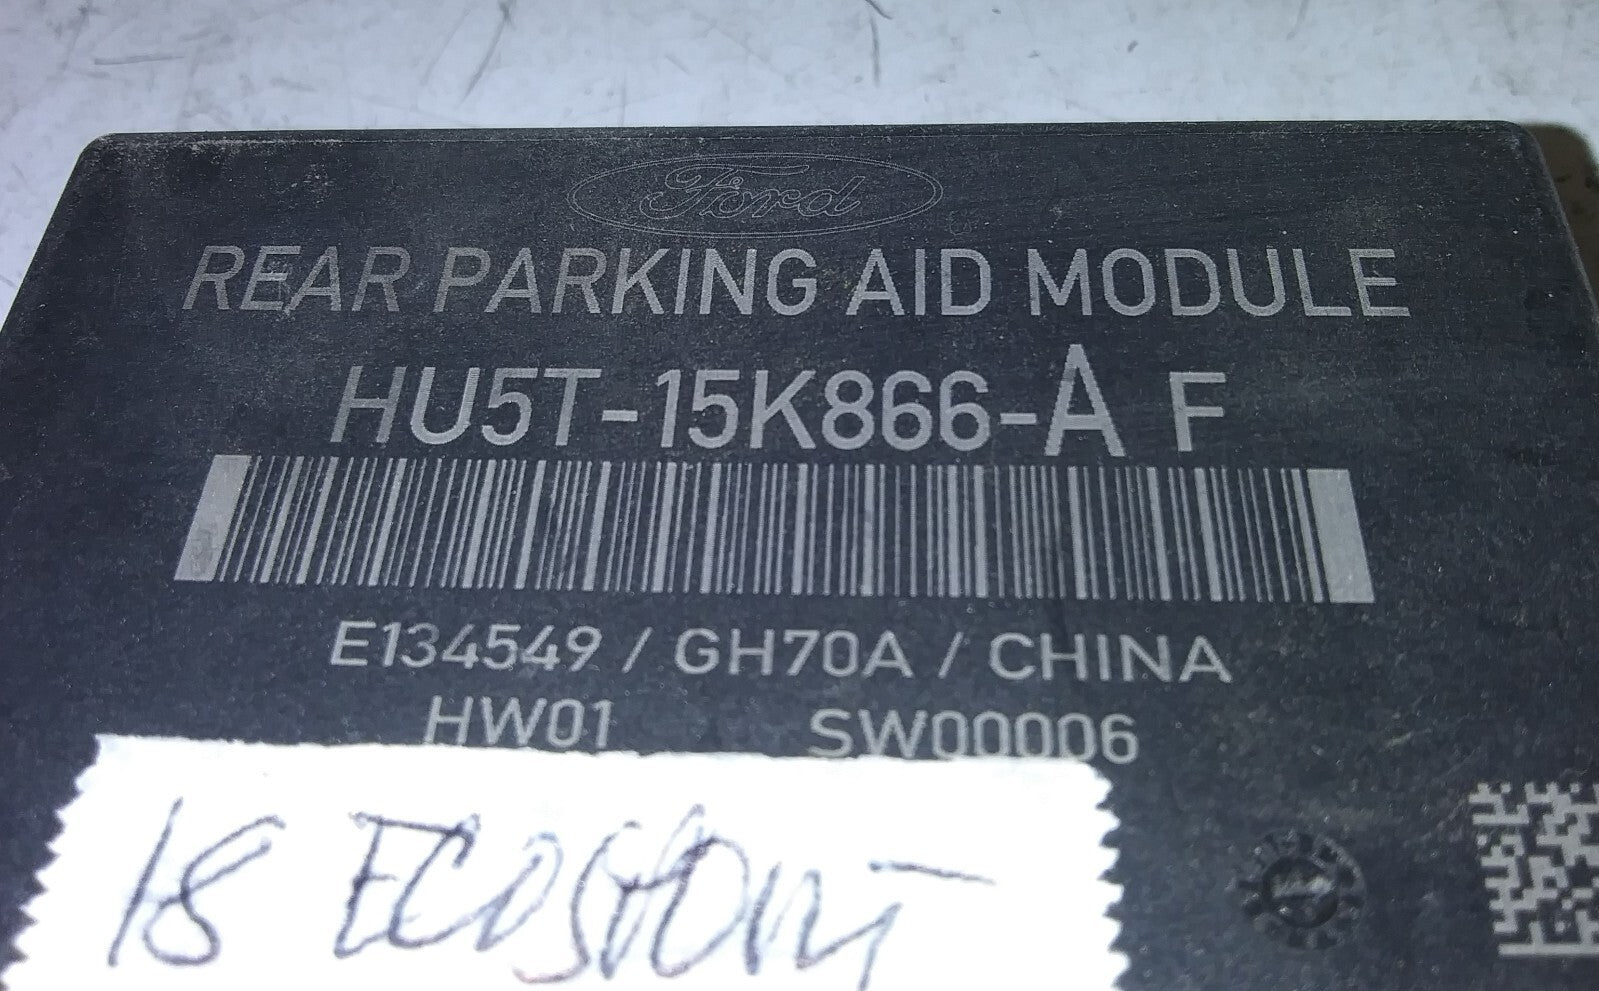 Ford
REAR PARKING AID MODULE
HU5T-15K866-A F
E134549 / GH70A / CHINA
HW01 SW00006
18 ECOSPORT